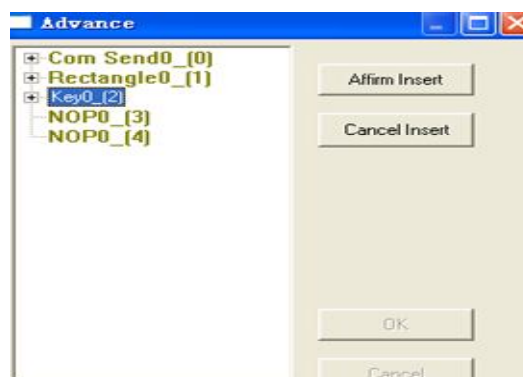 Advance
Com Send0_(0)
Rectangle0_(1)
Key0_(2)
NOP0_(3)
NOP0_(4)
Affirm Insert
Cancel Insert
OK
Cancel